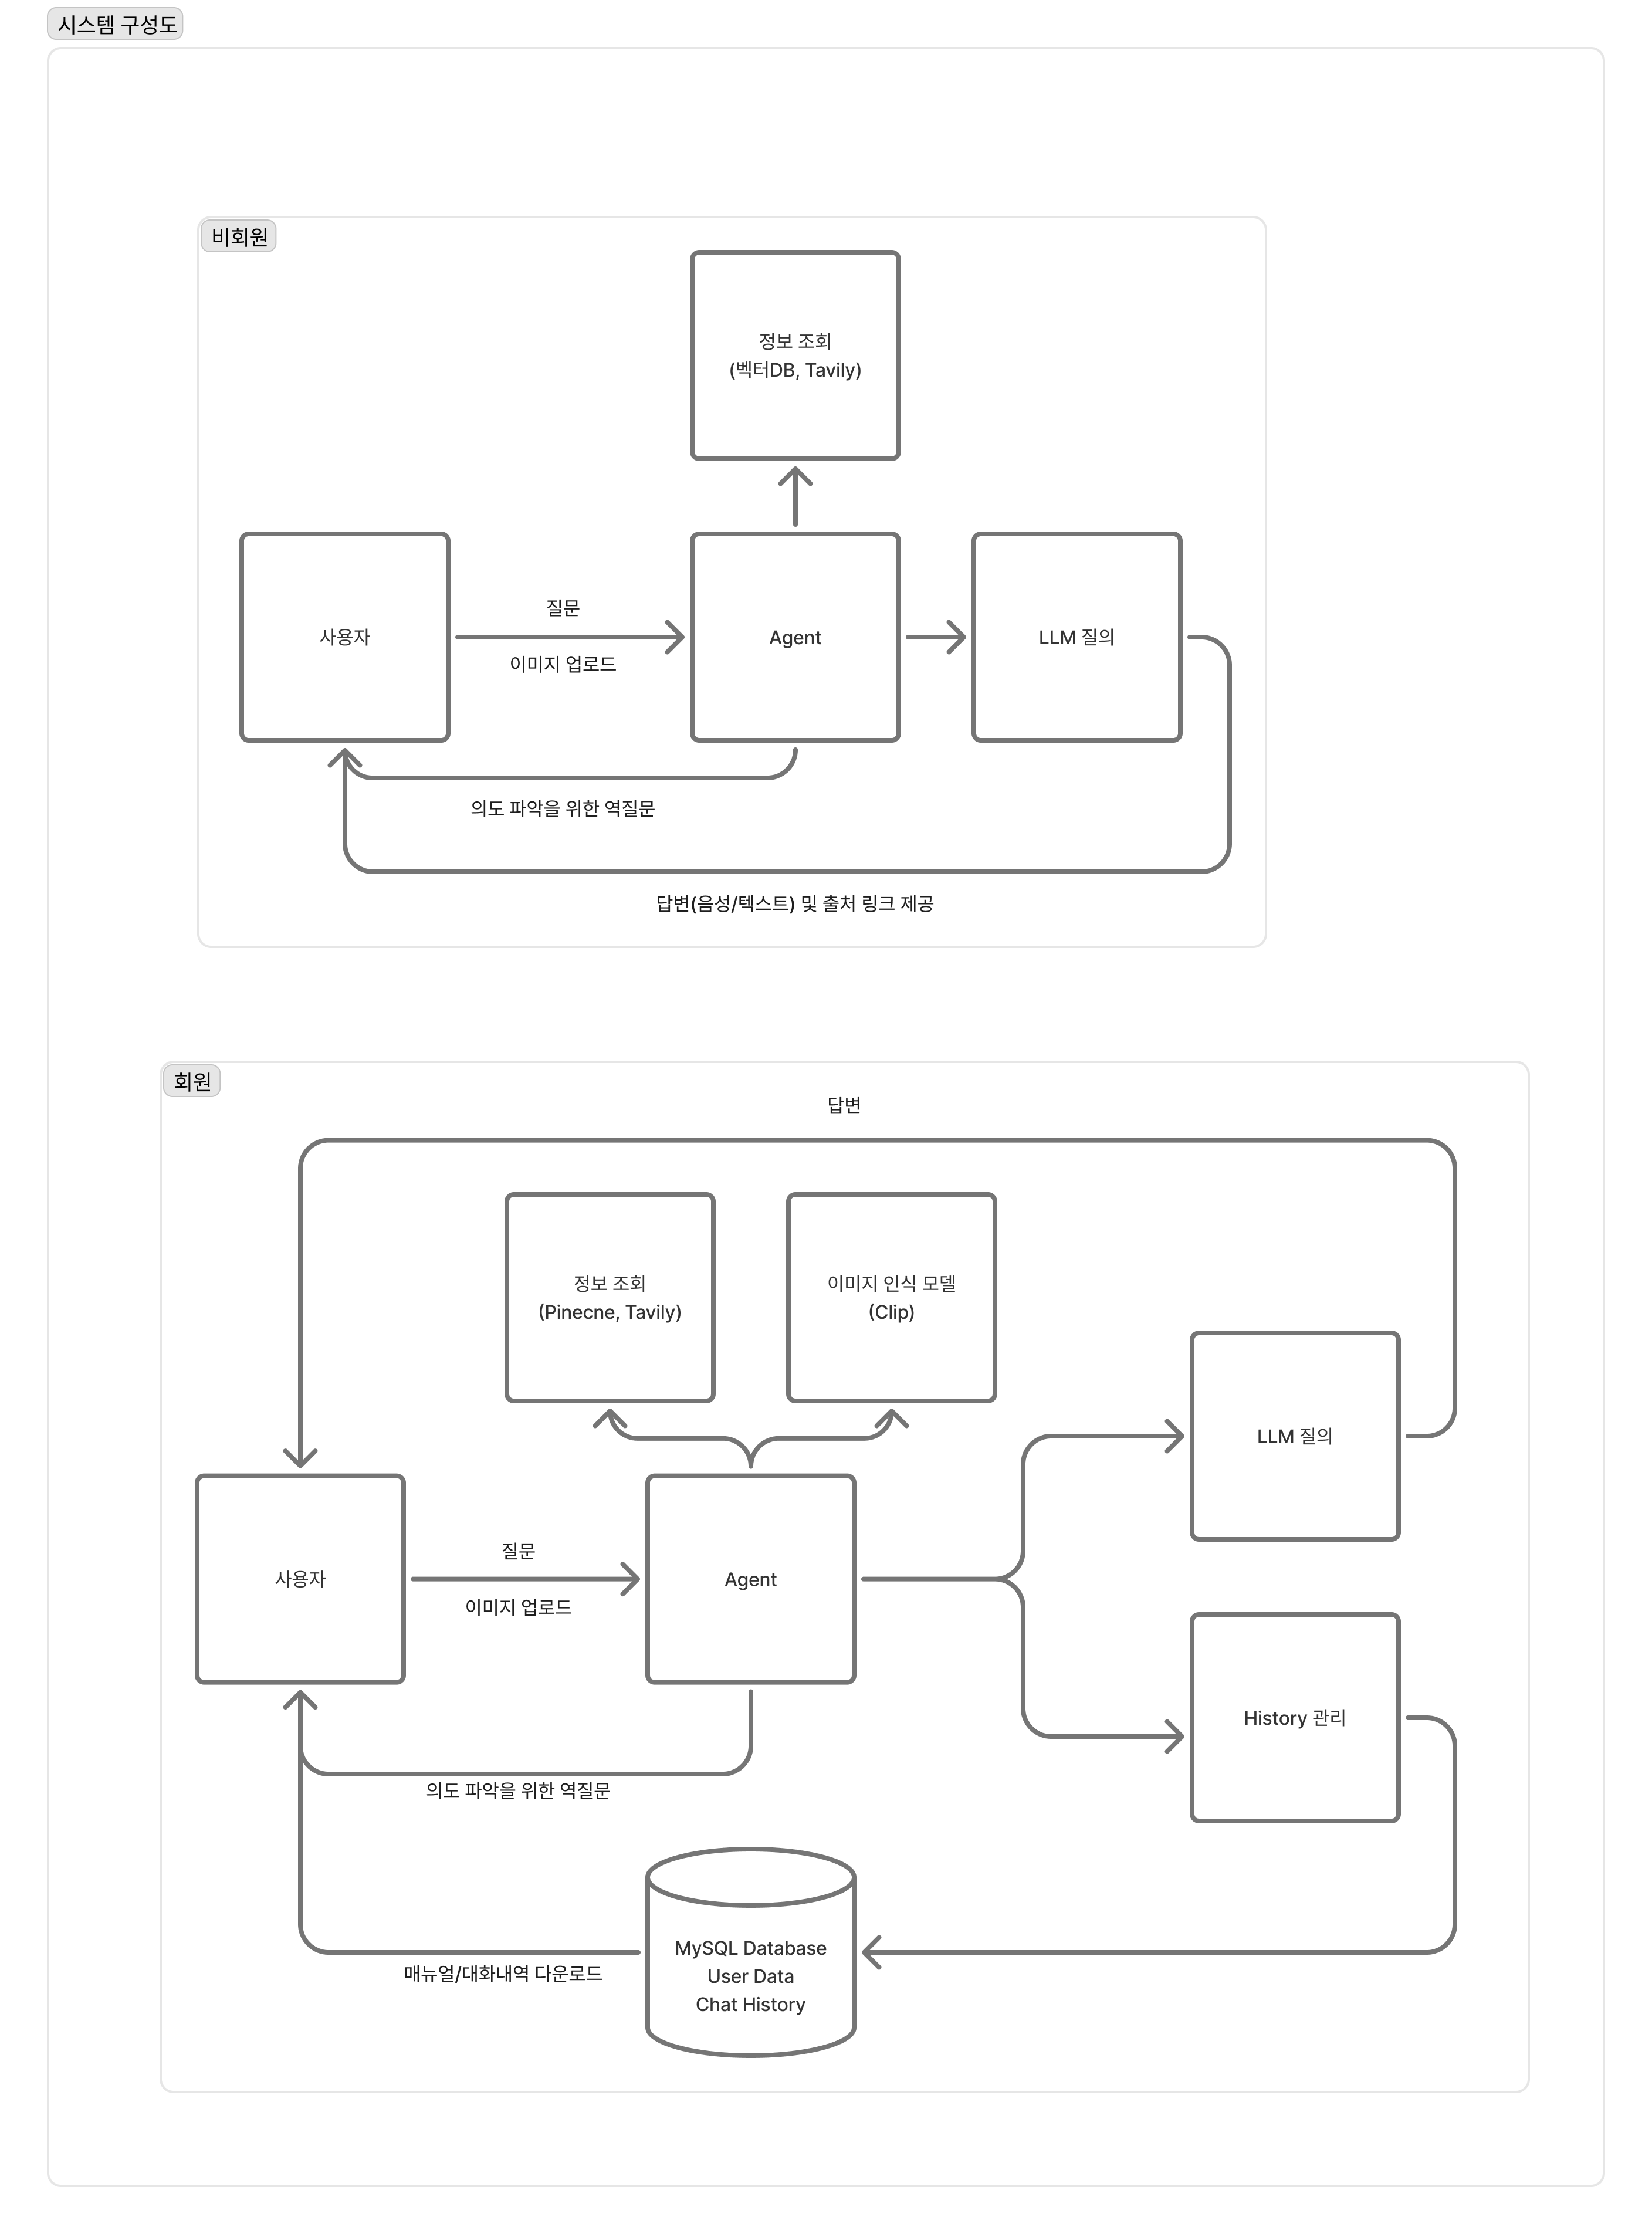 시스템 구성도
비회원
정보 조회
(벡터DB, Tavily)
사용자
질문
이미지 업로드
Agent
LLM 질의
의도 파악을 위한 역질문
답변(음성/텍스트) 및 출처 링크 제공
회원
답변
정보 조회
(Pinecne, Tavily)
이미지 인식 모델
(Clip)
LLM 질의
사용자
질문
이미지 업로드
Agent
History 관리
의도 파악을 위한 역질문
MySQL Database
User Data
Chat History
매뉴얼/대화내역 다운로드